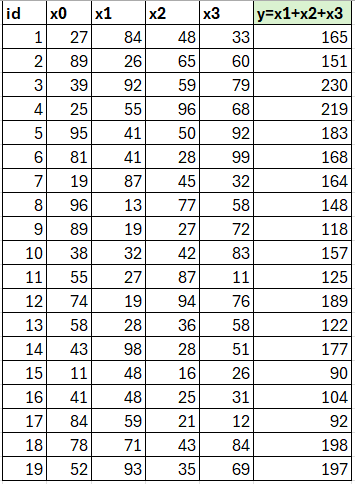 id x0 x1 x2 x3 y=x1+x2+x3
1 27 84 48 33 165
2 89 26 65 60 151
3 39 92 59 79 230
4 25 55 96 68 219
5 95 41 50 92 183
6 81 41 28 99 168
7 19 87 45 32 164
8 96 13 77 58 148
9 89 19 27 72 118
10 38 32 42 83 157
11 55 27 87 11 125
12 74 19 94 76 189
13 58 28 36 58 122
14 43 98 28 51 177
15 11 48 16 26 90
16 41 48 25 31 104
17 84 59 21 12 92
18 78 71 43 84 198
19 52 93 35 69 197